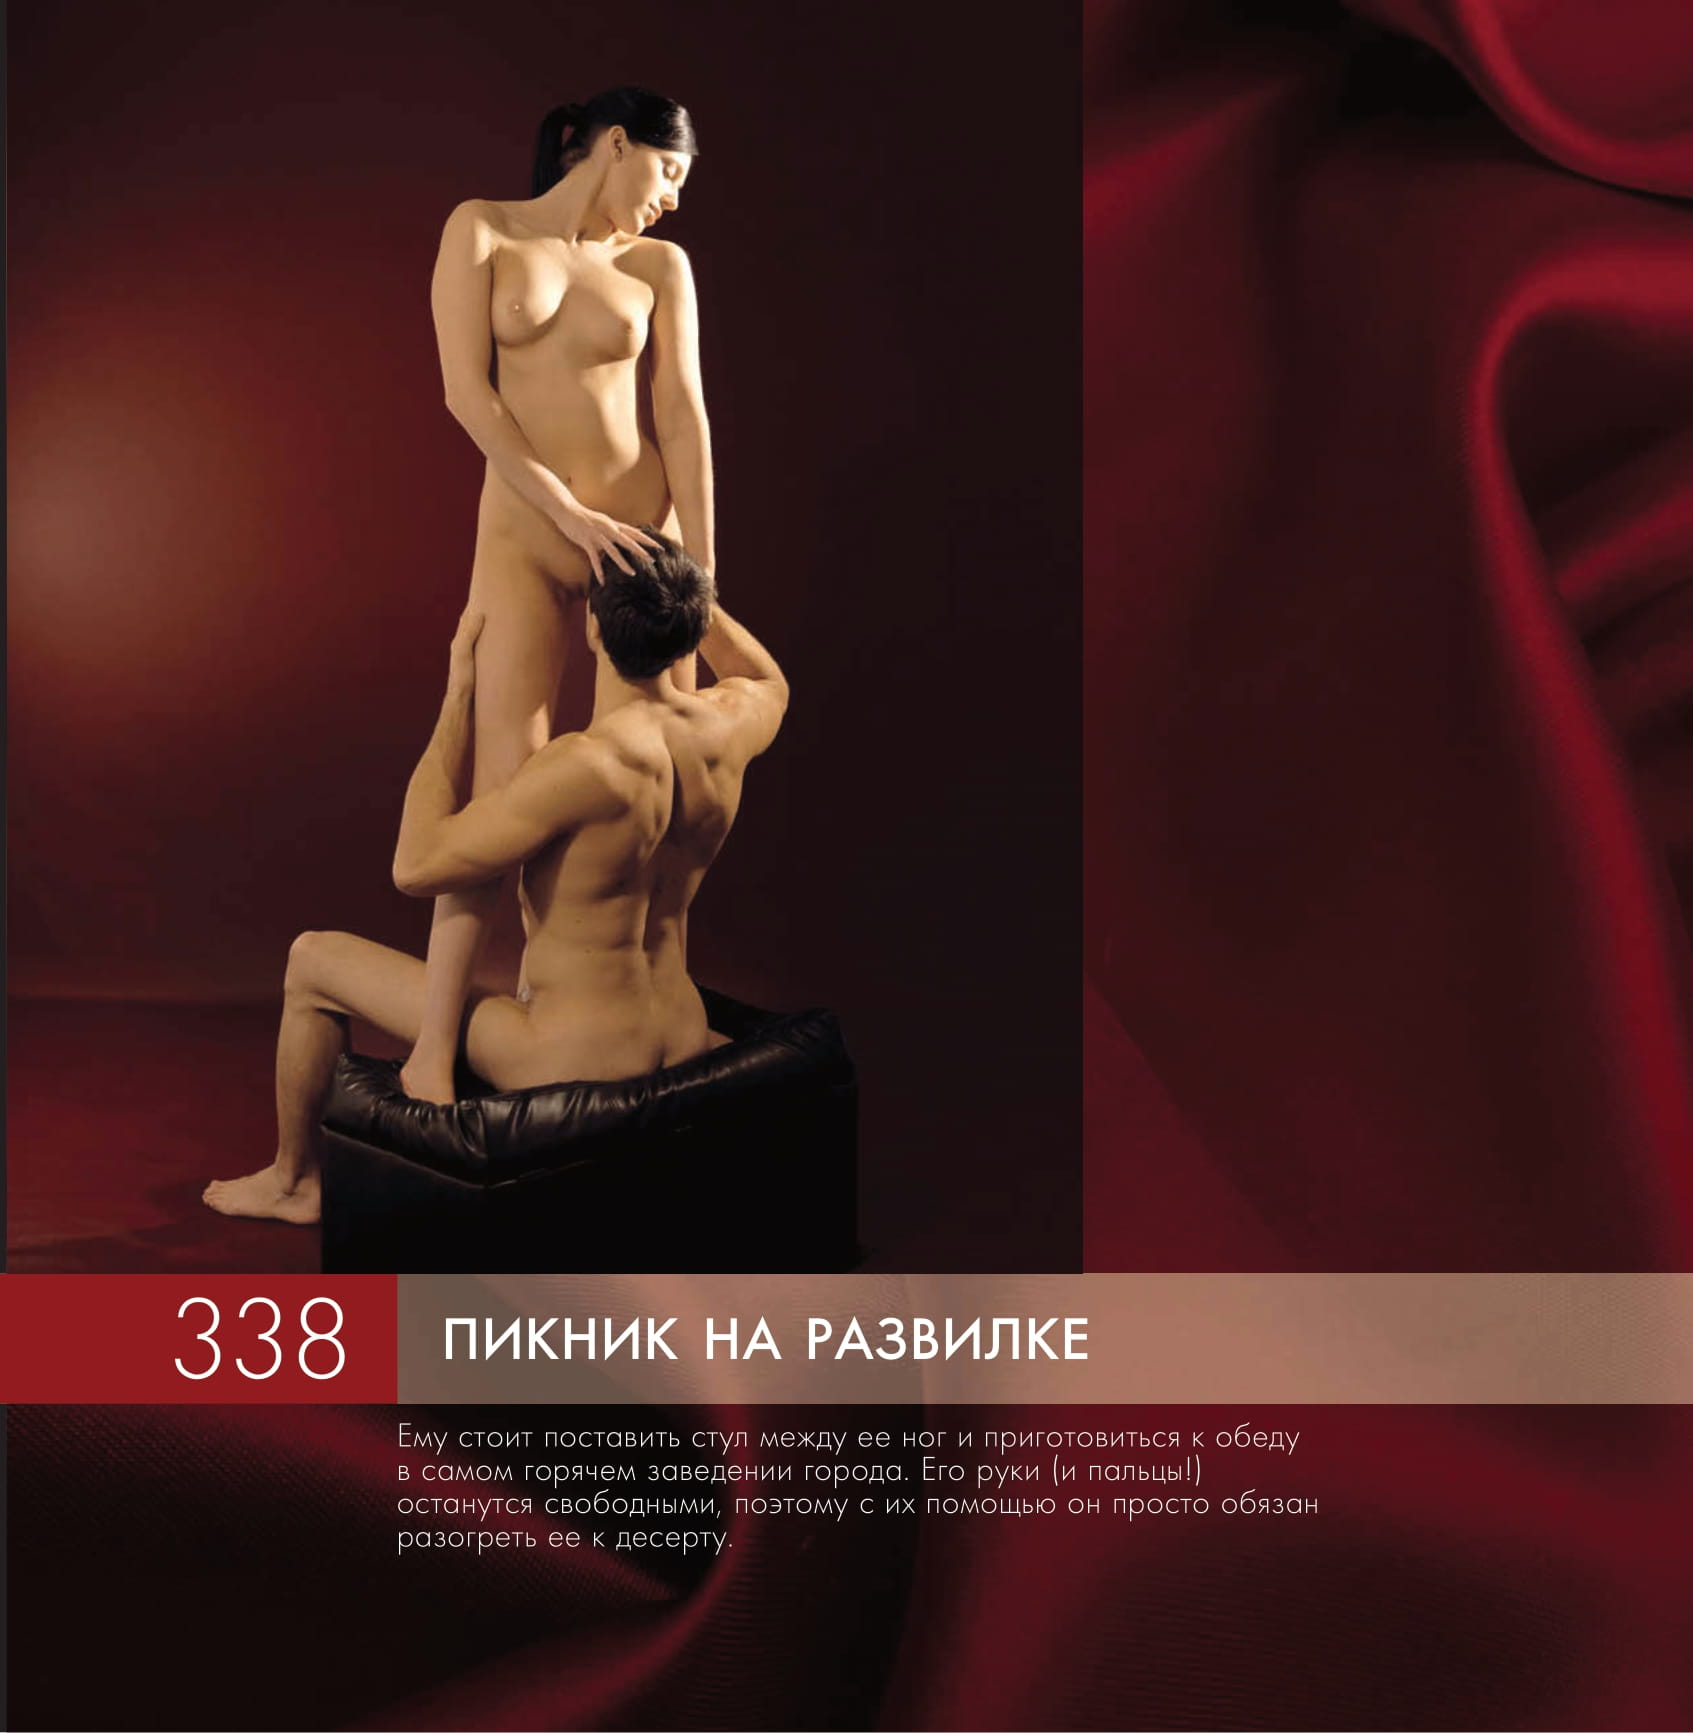 338
ПИКНИК НА РАЗВИЛКЕ
Ему стоит поставить стул между ее ног и приготовиться к обеду
в самом горячем заведении города. Его руки (и пальцы!)
останутся свободными, поэтому с их помощью он просто обязан
разогреть ее к десерту.